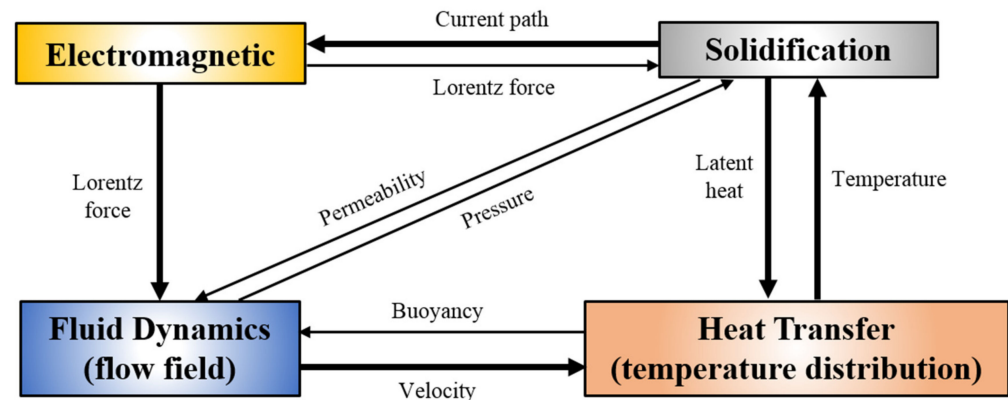 Current path
Electromagnetic
Solidification
Lorentz force
Lorentz
force
Permeability
Pressure
Latent
heat
Temperature
Fluid Dynamics
(flow field)
Buoyancy
Velocity
Heat Transfer
(temperature distribution)